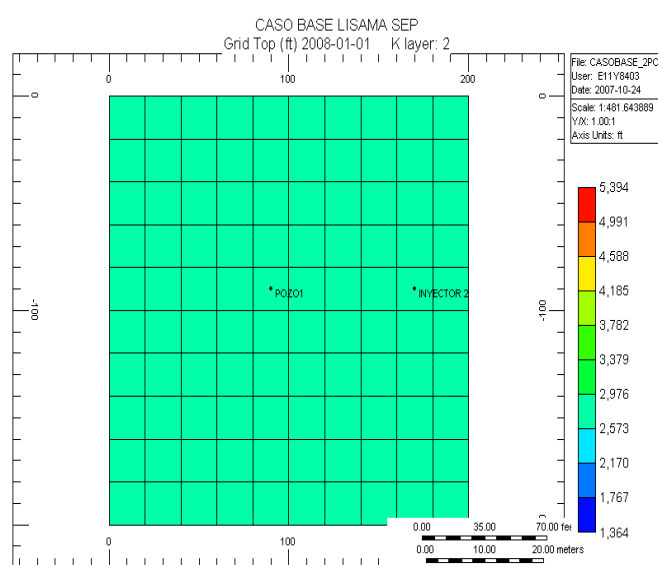 CASO BASE LISAMA SEP
Grid Top (ft) 2008-01-01 K layer: 2
File: CASOBASE_2PO
User: E11Y8403
Date: 2007-10-24
Scale: 1:481.643889
Y/X: 1.00:1
Axis Units: ft
0 100 200
0 0
-100 -100
POZO1 INYECTOR 2
0 100
5,394
4,991
4,588
4,185
3,782
3,379
2,976
2,573
2,170
1,767
1,364
0.00 35.00 70.00 feet
0.00 10.00 20.00 meters